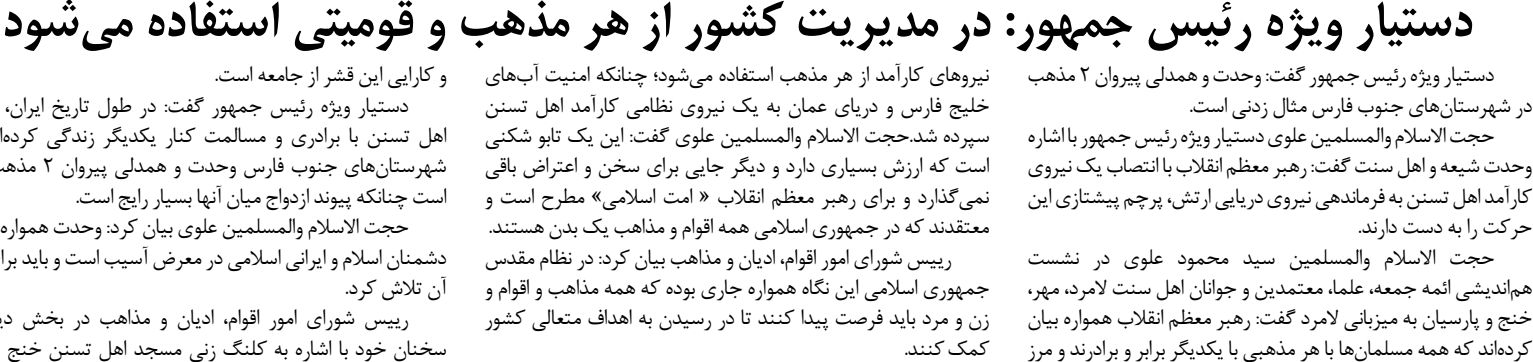 دستیار ویژه رئیس جمهور: در مدیریت کشور از هر مذهب و قومیتی استفاده می‌شود
دستیار ویژه رئیس جمهور گفت: وحدت و همدلی پیروان ۲ مذهب
در شهرستان‌های جنوب فارس مثال زدنی است.
حجت الاسلام والمسلمین علوی دستیار ویژه رئیس جمهور با اشاره
وحدت شیعه و اهل سنت گفت: رهبر معظم انقلاب با انتصاب یک نیروی
کارآمد اهل تسنن به فرماندهی نیروی دریایی ارتش، پرچم پیشتازی این
حرکت را به دست دارند.
حجت الاسلام والمسلمین سید محمود علوی در نشست
هم‌اندیشی ائمه جمعه، علما، معتمدین و جوانان اهل سنت لامرد، مهر،
خنج و پارسیان به میزبانی لامرد گفت: رهبر معظم انقلاب همواره بیان
کرده‌اند که همه مسلمان‌ها با هر مذهبی با یکدیگر برابر و برادرند و مرز
نیروهای کارآمد از هر مذهب استفاده می‌شود؛ چنانکه امنیت آب‌های
خلیج فارس و دریای عمان به یک نیروی نظامی کارآمد اهل تسنن
سپرده شد.حجت الاسلام والمسلمین علوی گفت: این یک تابو شکنی
است که ارزش بسیاری دارد و دیگر جایی برای سخن و اعتراض باقی
نمی‌گذارد و برای رهبر معظم انقلاب « امت اسلامی» مطرح است و
معتقدند که در جمهوری اسلامی همه اقوام و مذاهب یک بدن هستند.
رییس شورای امور اقوام، ادیان و مذاهب بیان کرد: در نظام مقدس
جمهوری اسلامی این نگاه همواره جاری بوده که همه مذاهب و اقوام و
زن و مرد باید فرصت پیدا کنند تا در رسیدن به اهداف متعالی کشور
کمک کنند.
و کارایی این قشر از جامعه است.
دستیار ویژه رئیس جمهور گفت: در طول تاریخ ایران،
اهل تسنن با برادری و مسالمت کنار یکدیگر زندگی
شهرستان‌های جنوب فارس وحدت و همدلی پیروان ۲
است چنانکه پیوند ازدواج میان آنها بسیار رایج است.
حجت الاسلام والمسلمین علوی بیان کرد: وحدت همواره
دشمنان اسلام و ایرانی اسلامی در معرض آسیب است و باید
آن تلاش کرد.
رییس شورای امور اقوام، ادیان و مذاهب در بخش
سخنان خود با اشاره به کلنگ زنی مسجد اهل تسنن خنج